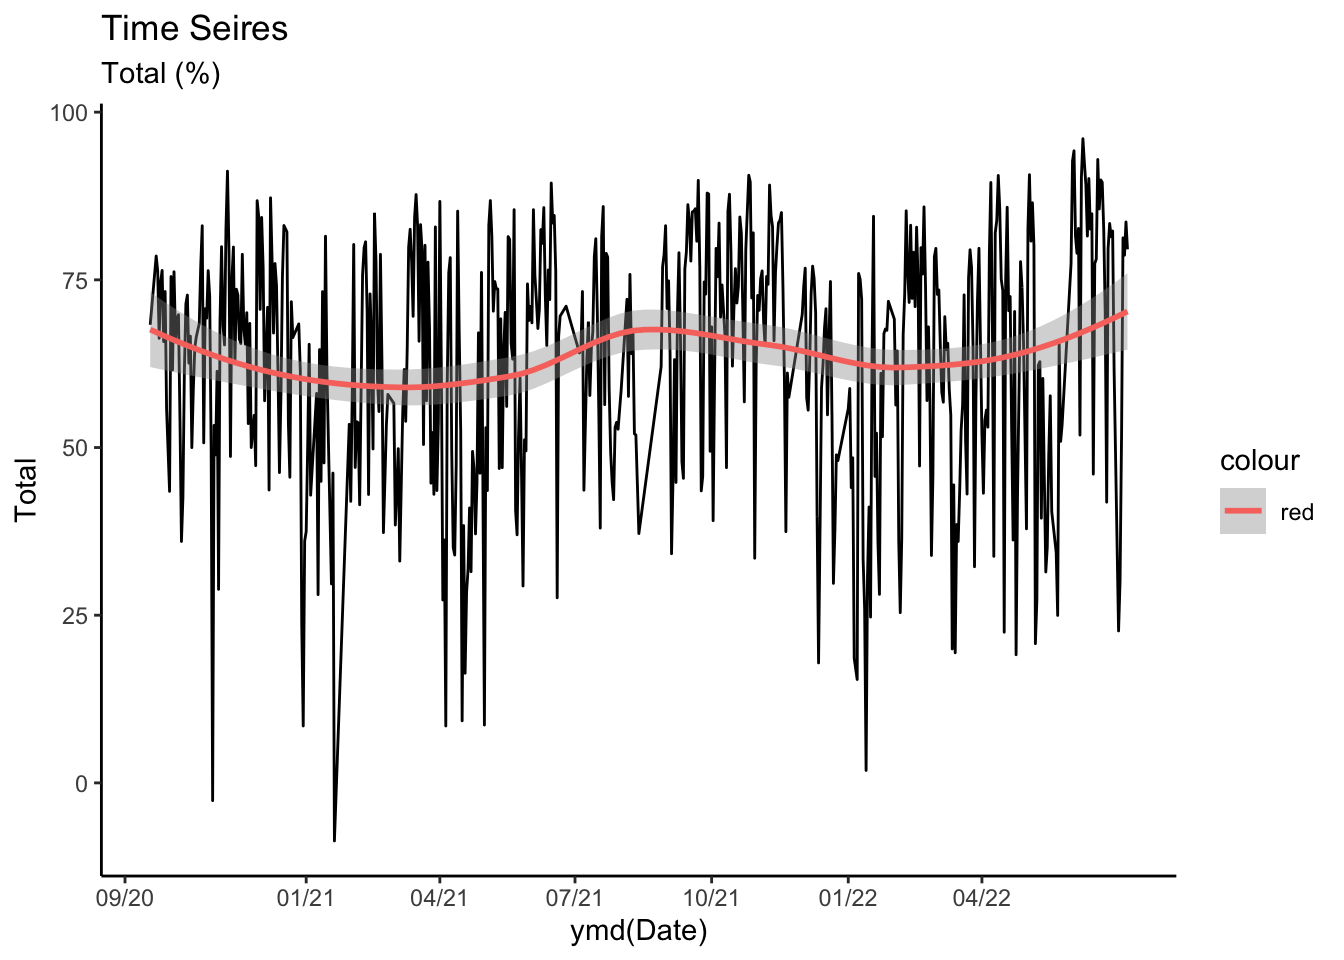 Time Seires
Total (%)
100
75
50
25
0
Total
09/20
01/21
04/21
07/21
10/21
01/22
04/22
ymd(Date)
colour
red